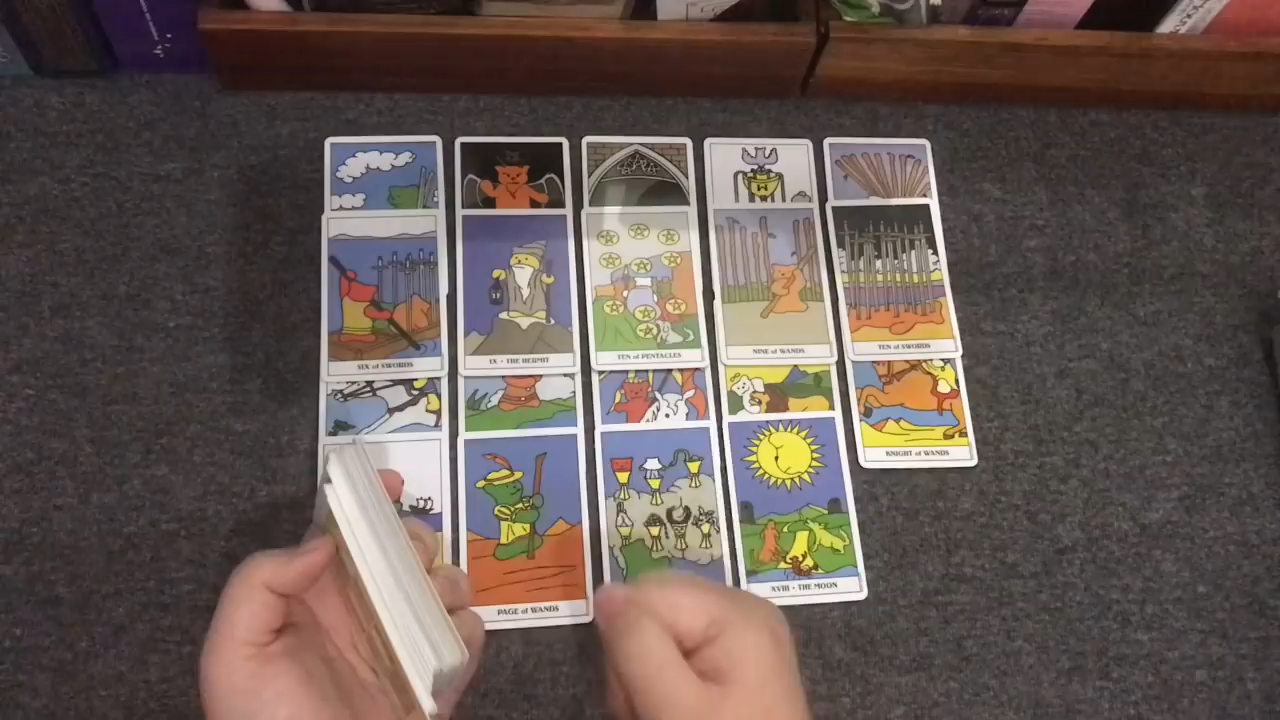 SIX of SWORDS
IX • THE HERMIT
TEN of PENTACLES
NINE of WANDS
TEN of SWORDS
KNIGHT of WANDS
PAGE of WANDS
XVIII • THE MOON